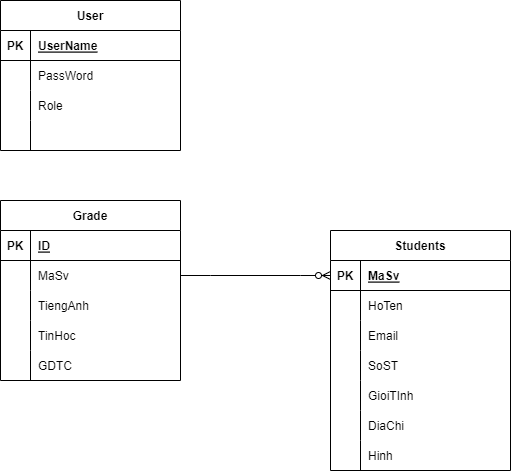 User
PK UserName
PassWord
Role
Grade
PK ID
MaSv
TiengAnh
TinHoc
GDTC
Students
PK MaSv
HoTen
Email
SoST
GioiTInh
DiaChi
Hinh